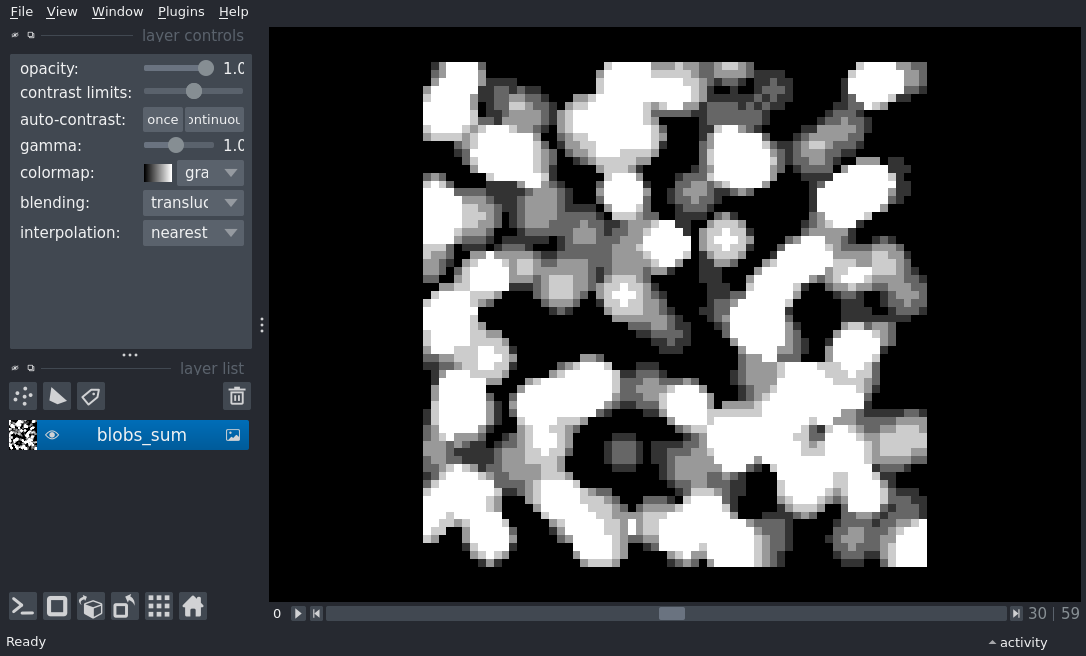 File View Window Plugins Help
layer controls
opacity: 1.0
contrast limits:
auto-contrast: once ontinuou
gamma: 1.0
colormap: gra
blending: transluc
interpolation: nearest
layer list
blobs_sum
0 30 | 59
Ready activity